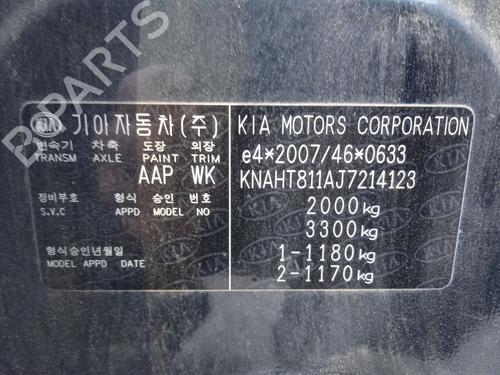 B-PARTS
KIA 기아자동차(주)
변속기 차축 도장 외장
TRANSM AXLE PAINT TRIM
AAP WK
정비부호 형식 승인 번호
S.V.C APPD MODEL NO
형식승인년월일
MODEL APPD DATE
KIA MOTORS CORPORATION
e4*2007/46*0633
KNAHT811AJ7214123
2000kg
3300kg
1-1180kg
2-1170kg